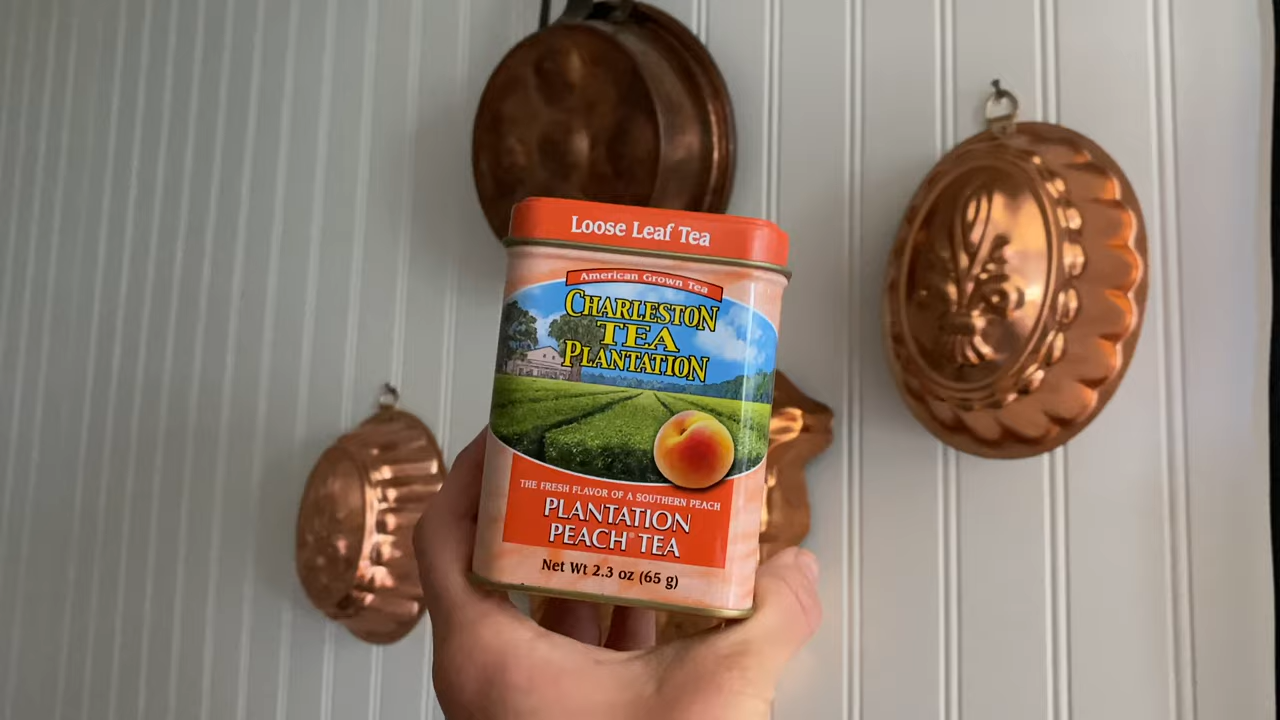 Loose Leaf Tea
American Grown Tea
CHARLESTON
TEA
PLANTATION
THE FRESH FLAVOR OF A SOUTHERN PEACH
PLANTATION
PEACH® TEA
Net Wt 2.3 oz (65 g)